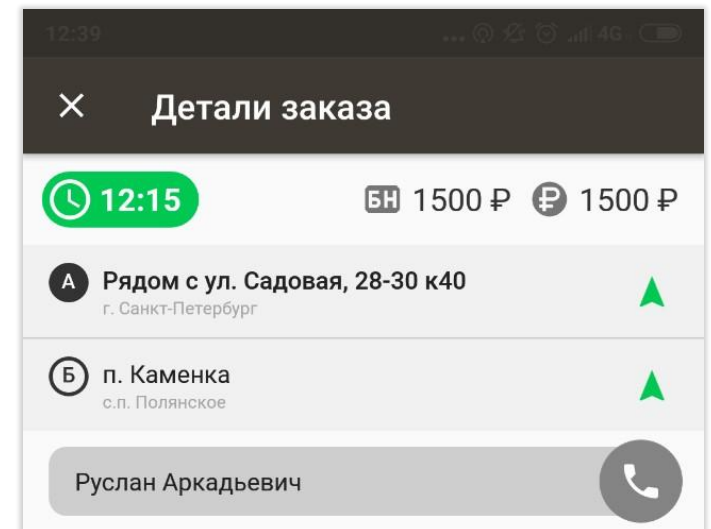 12:39 ... 4G
Детали заказа
12:15 БН 1500 ₽ ₽ 1500 ₽
А Рядом с ул. Садовая, 28-30 к40
г. Санкт-Петербург
Б п. Каменка
с.п. Полянское
Руслан Аркадьевич